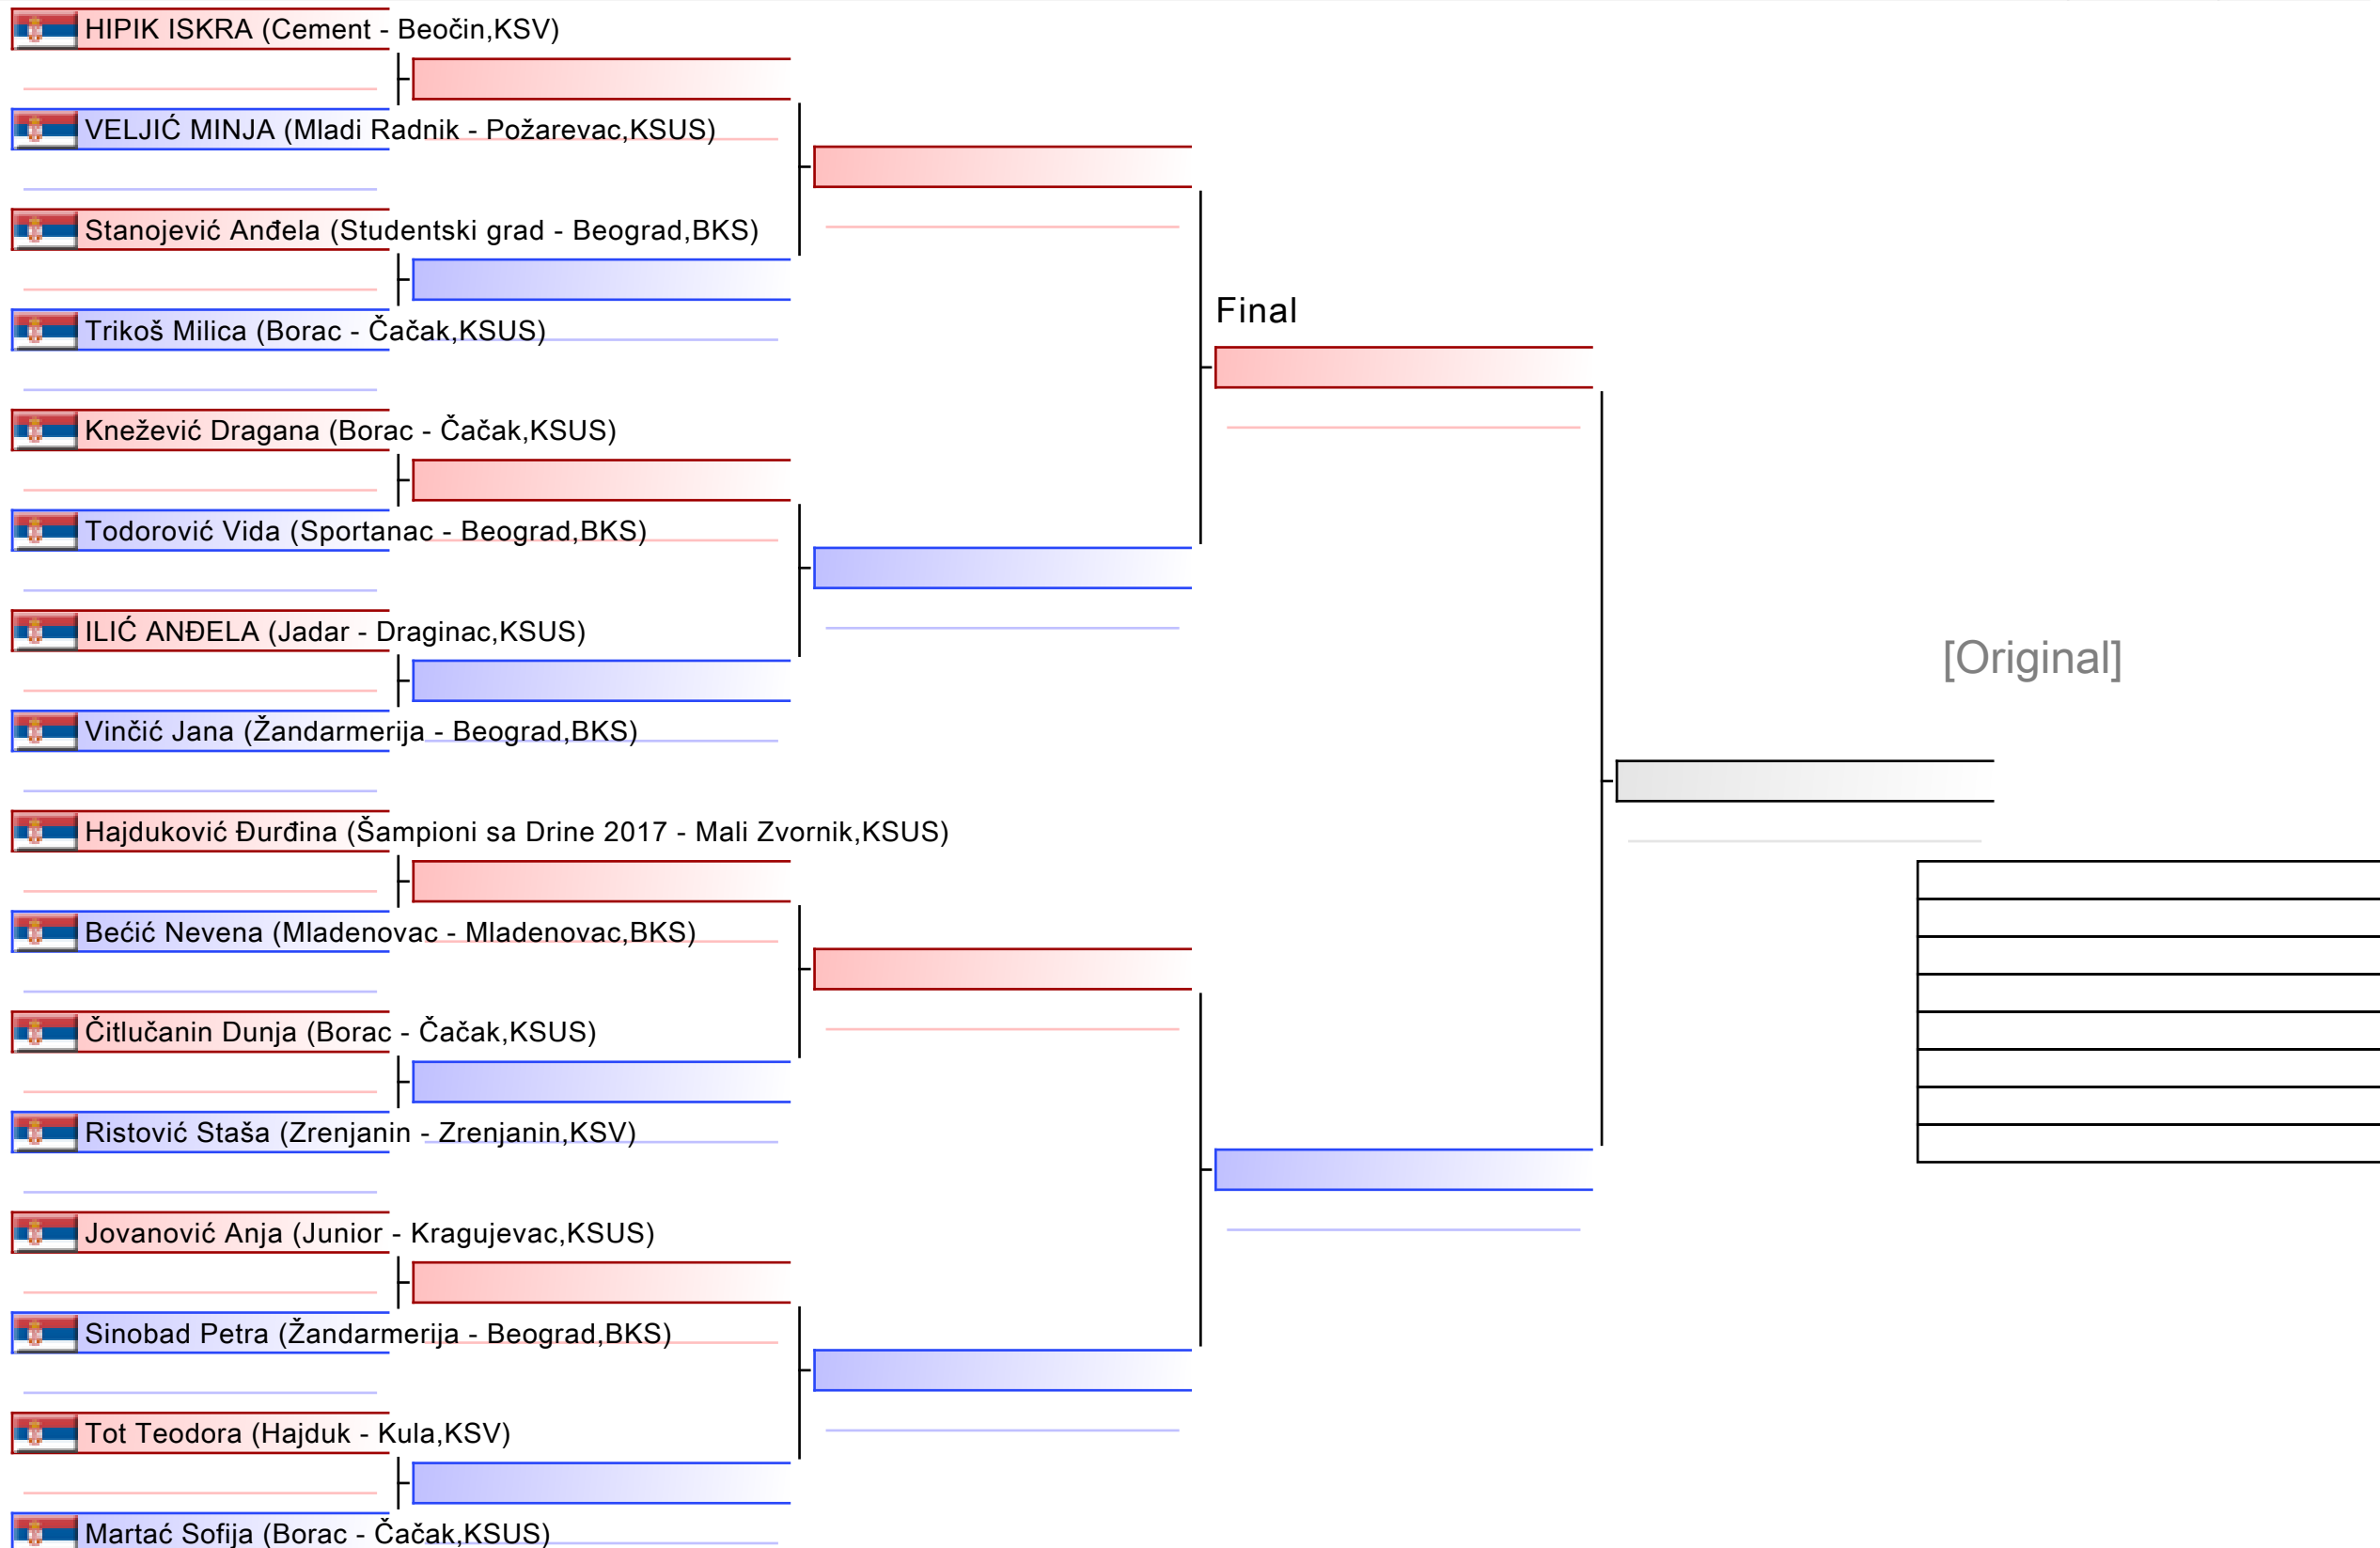 HIPIK ISKRA (Cement - Beočin,KSV)
VELJIĆ MINJA (Mladi Radnik - Požarevac,KSUS)
Stanojević Anđela (Studentski grad - Beograd,BKS)
Final
Trikoš Milica (Borac - Čačak,KSUS)
Knežević Dragana (Borac - Čačak,KSUS)
Todorović Vida (Sportanac - Beograd,BKS)
ILIĆ ANĐELA (Jadar - Draginac,KSUS)
[Original]
Vinčić Jana (Žandarmerija - Beograd,BKS)
Hajduković Đurđina (Šampioni sa Drine 2017 - Mali Zvornik,KSUS)
Bećić Nevena (Mladenovac - Mladenovac,BKS)
Čitlučanin Dunja (Borac - Čačak,KSUS)
Ristović Staša (Zrenjanin - Zrenjanin,KSV)
Jovanović Anja (Junior - Kragujevac,KSUS)
Sinobad Petra (Žandarmerija - Beograd,BKS)
Tot Teodora (Hajduk - Kula,KSV)
Martać Sofija (Borac - Čačak,KSUS)